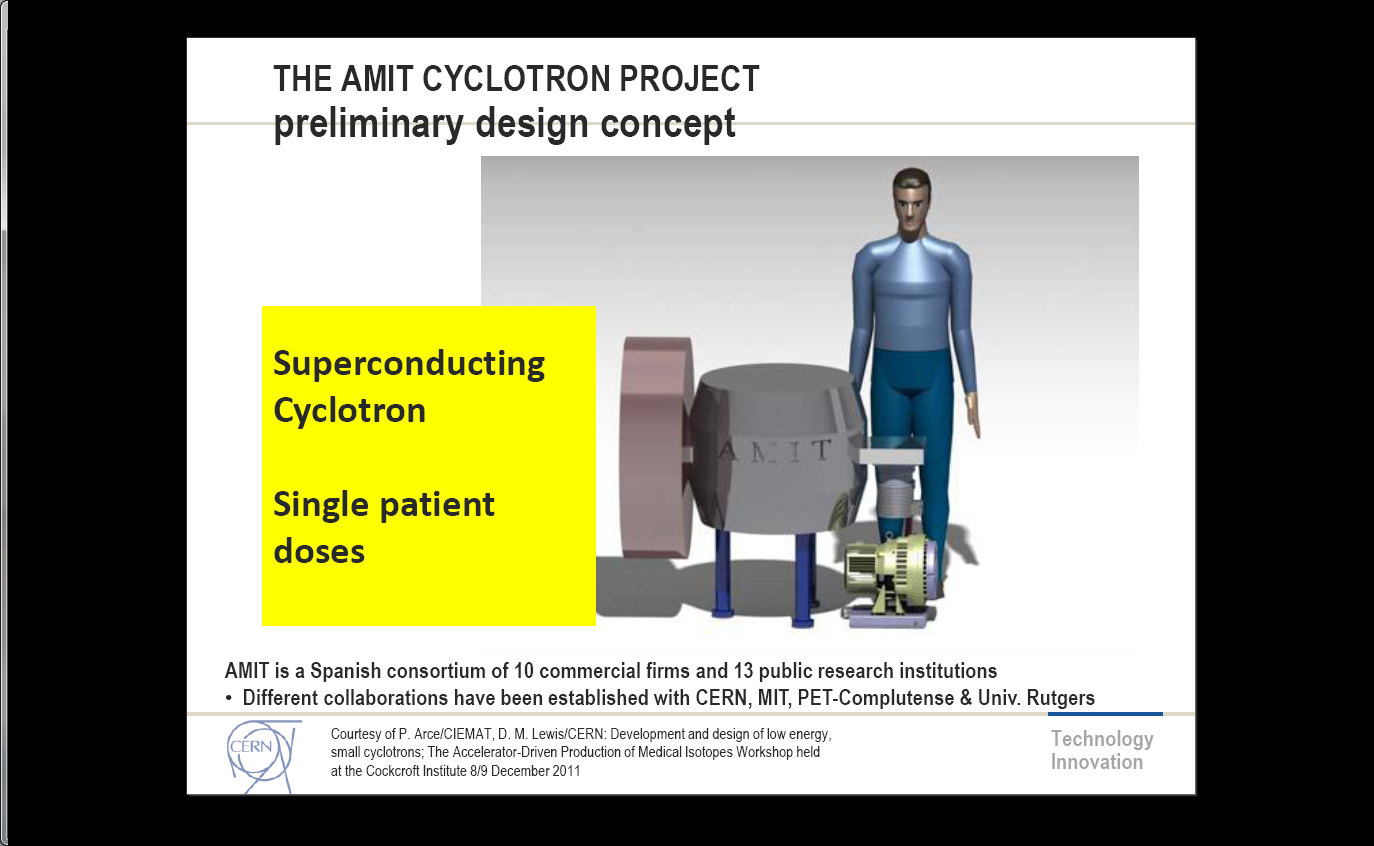 THE AMIT CYCLOTRON PROJECT
preliminary design concept
Superconducting
Cyclotron
Single patient
doses
A M I T
AMIT is a Spanish consortium of 10 commercial firms and 13 public research institutions
• Different collaborations have been established with CERN, MIT, PET-Complutense & Univ. Rutgers
CERN
Courtesy of P. Arce/CIEMAT, D. M. Lewis/CERN: Development and design of low energy,
small cyclotrons; The Accelerator-Driven Production of Medical Isotopes Workshop held
at the Cockcroft Institute 8/9 December 2011
Technology
Innovation